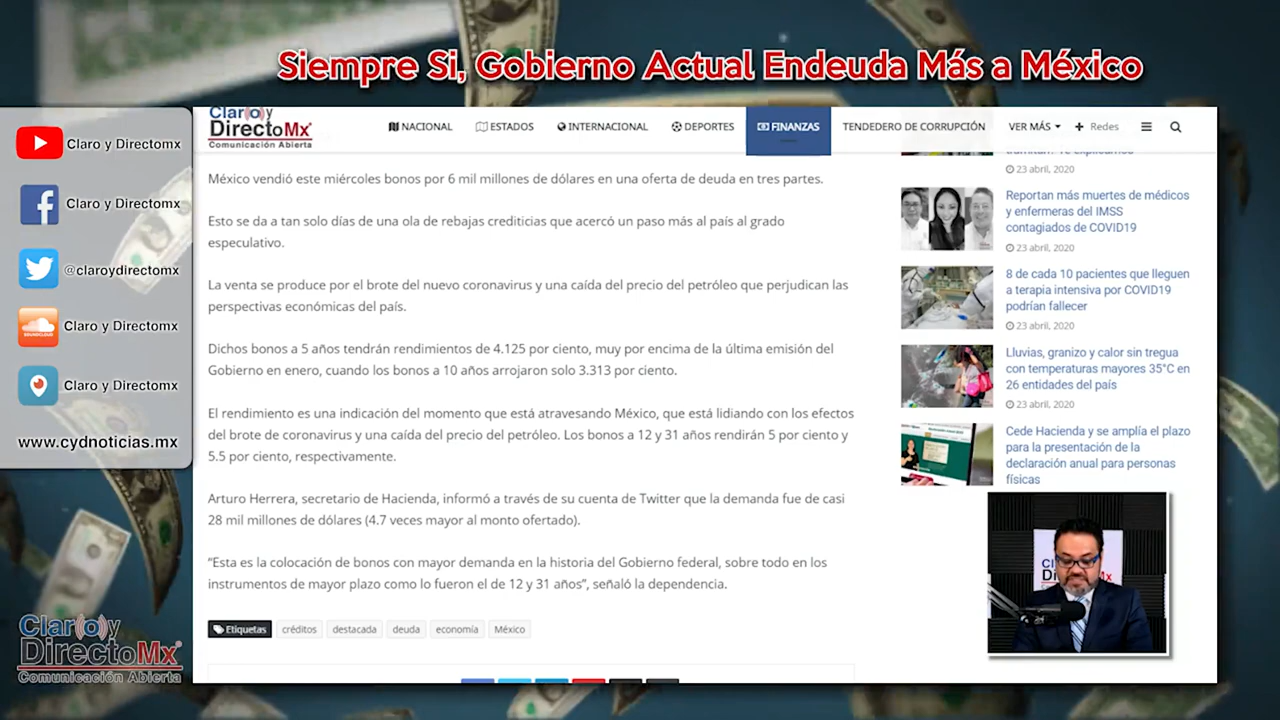 Siempre Si, Gobierno Actual Endeuda Más a México
Claro y Directomx
Claro y Directomx
@claroydirectomx
SOUNDCLOUD
Claro y Directomx
Claro y Directomx
www.cydnoticias.mx
Claro y
DirectoMx
Comunicación Abierta
NACIONAL
ESTADOS
INTERNACIONAL
DEPORTES
FINANZAS
TENDEDERO DE CORRUPCIÓN
VER MÁS
Redes
México vendió este miércoles bonos por 6 mil millones de dólares en una oferta de deuda en tres partes.
Esto se da a tan solo días de una ola de rebajas crediticias que acercó un paso más al país al grado
especulativo.
La venta se produce por el brote del nuevo coronavirus y una caída del precio del petróleo que perjudican las
perspectivas económicas del país.
Dichos bonos a 5 años tendrán rendimientos de 4.125 por ciento, muy por encima de la última emisión del
Gobierno en enero, cuando los bonos a 10 años arrojaron solo 3.313 por ciento.
El rendimiento es una indicación del momento que está atravesando México, que está lidiando con los efectos
del brote de coronavirus y una caída del precio del petróleo. Los bonos a 12 y 31 años rendirán 5 por ciento y
5.5 por ciento, respectivamente.
Arturo Herrera, secretario de Hacienda, informó a través de su cuenta de Twitter que la demanda fue de casi
28 mil millones de dólares (4.7 veces mayor al monto ofertado).
“Esta es la colocación de bonos con mayor demanda en la historia del Gobierno federal, sobre todo en los
instrumentos de mayor plazo como lo fueron el de 12 y 31 años”, señaló la dependencia.
Etiquetas
créditos
destacada
deuda
economía
México
23 abril, 2020
Reportan más muertes de médicos
y enfermeras del IMSS
contagiados de COVID19
23 abril, 2020
8 de cada 10 pacientes que lleguen
a terapia intensiva por COVID19
podrían fallecer
23 abril, 2020
Lluvias, granizo y calor sin tregua
con temperaturas mayores 35°C en
26 entidades del país
23 abril, 2020
Cede Hacienda y se amplía el plazo
para la presentación de la
declaración anual para personas
físicas
Claro y
DirectoMx
Comunicación Abierta